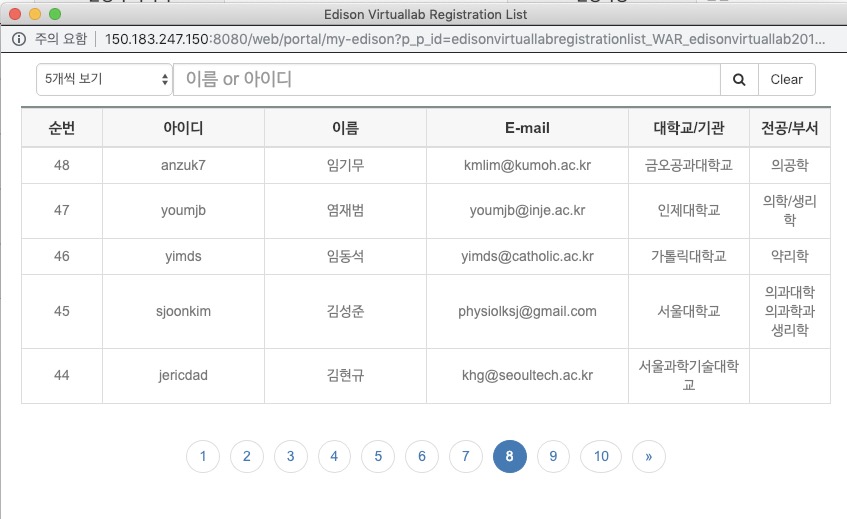 Edison Virtuallab Registration List
주의 요함 150.183.247.150:8080/web/portal/my-edison?p_p_id=edisonvirtuallabregistrationlist_WAR_edisonvirtuallab201...
5개씩 보기 이름 or 아이디 Clear
순번 아이디 이름 E-mail 대학교/기관 전공/부서
48 anzuk7 임기무 kmlim@kumoh.ac.kr 금오공과대학교 의공학
47 youmjb 염재범 youmjb@inje.ac.kr 인제대학교 의학/생리
학
46 yimds 임동석 yimds@catholic.ac.kr 가톨릭대학교 약리학
45 sjoonkim 김성준 physiolksj@gmail.com 서울대학교 의과대학
의과학과
생리학
44 jericdad 김현규 khg@seoultech.ac.kr 서울과학기술대학
교
1 2 3 4 5 6 7 8 9 10 »